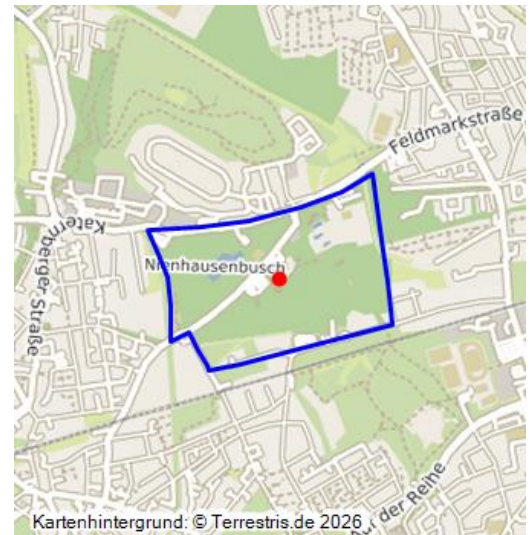 Feldmarkstraße
Katernberger Straße
Nienhausenbusch
Auf der Reihe
Kartenhintergrund: © Terrestris.de 2026